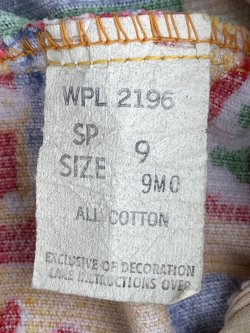 WPL 2196
SP 9
SIZE 9MO
ALL COTTON
EXCLUSIVE OF DECORATION
CARE INSTRUCTIONS OVER